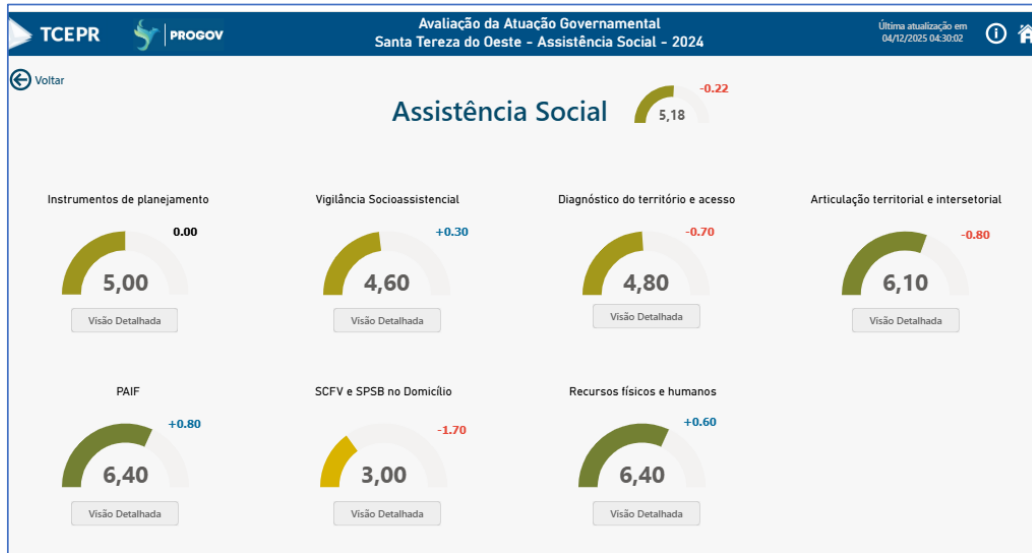 TCEPR
PROGOV
Avaliação da Atuação Governamental
Santa Tereza do Oeste - Assistência Social - 2024
Última atualização em
04/12/2025 04:30:02
Voltar
Assistência Social
-0.22
5,18
Instrumentos de planejamento
0.00
5,00
Visão Detalhada
Vigilância Socioassistencial
+0.30
4,60
Visão Detalhada
Diagnóstico do território e acesso
-0.70
4,80
Visão Detalhada
Articulação territorial e intersetorial
-0.80
6,10
Visão Detalhada
PAIF
+0.80
6,40
Visão Detalhada
SCFV e SPSB no Domicílio
-1.70
3,00
Visão Detalhada
Recursos físicos e humanos
+0.60
6,40
Visão Detalhada